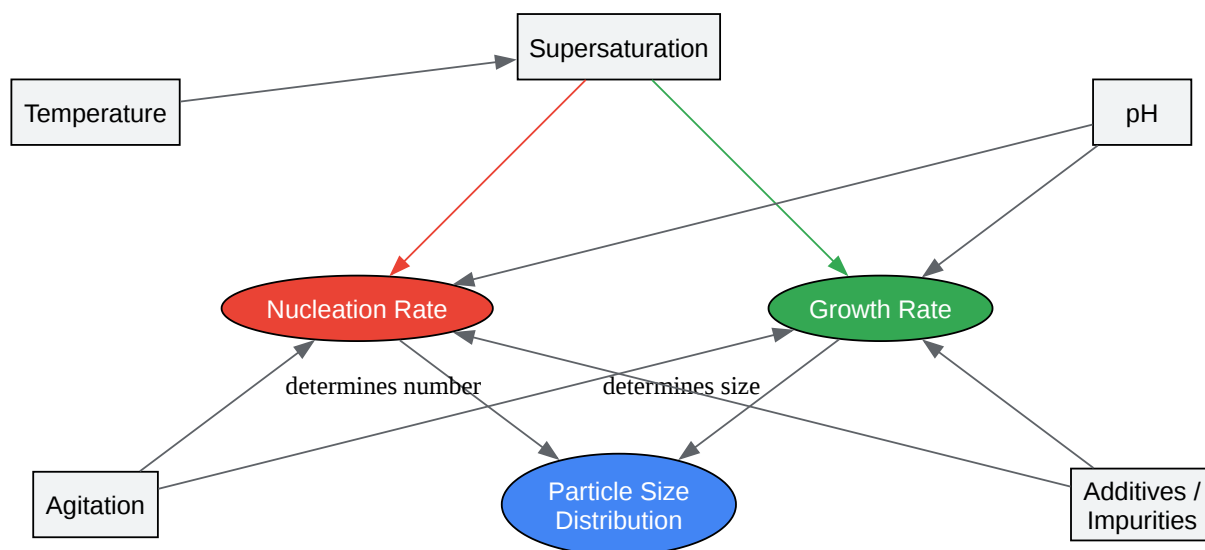 Supersaturation
Temperature
pH
Nucleation Rate
Growth Rate
determines number
determines size
Agitation
Particle Size
Distribution
Additives /
Impurities